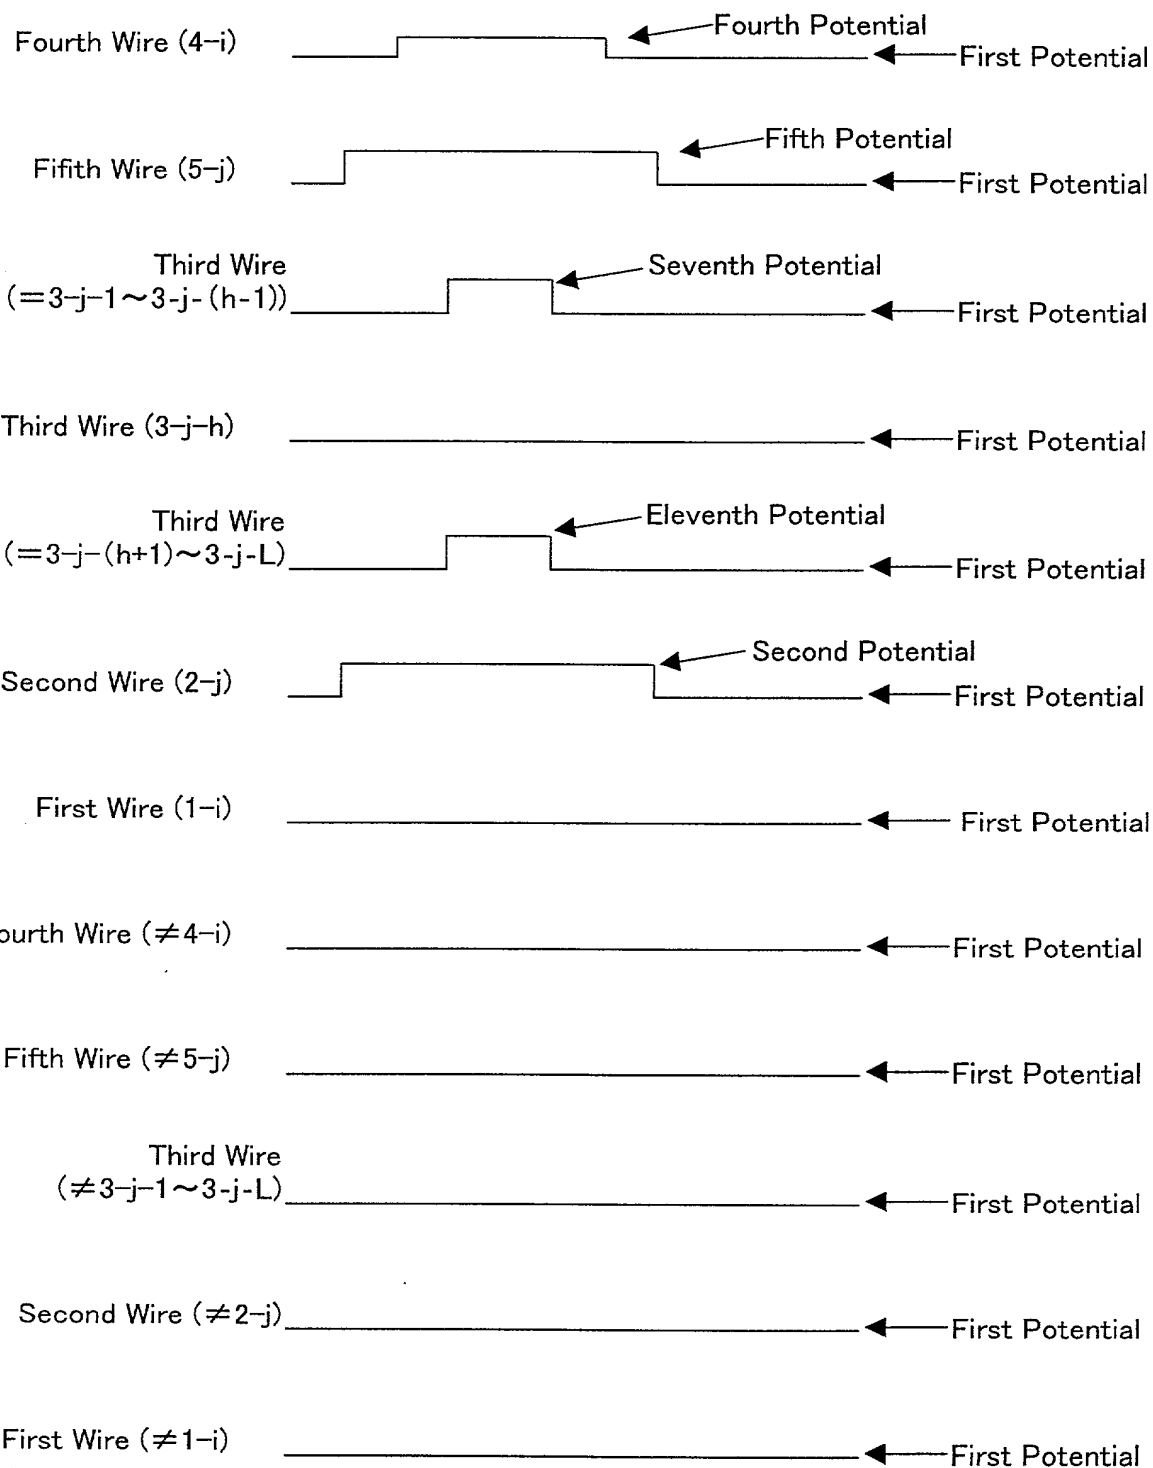 Fourth Wire (4-i)
Fourth Potential
First Potential
Fifith Wire (5-j)
Fifth Potential
First Potential
Third Wire
(=3-j-1~3-j-(h-1))
Seventh Potential
First Potential
Third Wire (3-j-h)
First Potential
Third Wire
(=3-j-(h+1)~3-j-L)
Eleventh Potential
First Potential
Second Wire (2-j)
Second Potential
First Potential
First Wire (1-i)
First Potential
ourth Wire (≠4-i)
First Potential
Fifth Wire (≠5-j)
First Potential
Third Wire
(≠3-j-1~3-j-L)
First Potential
Second Wire (≠2-j)
First Potential
First Wire (≠1-i)
First Potential